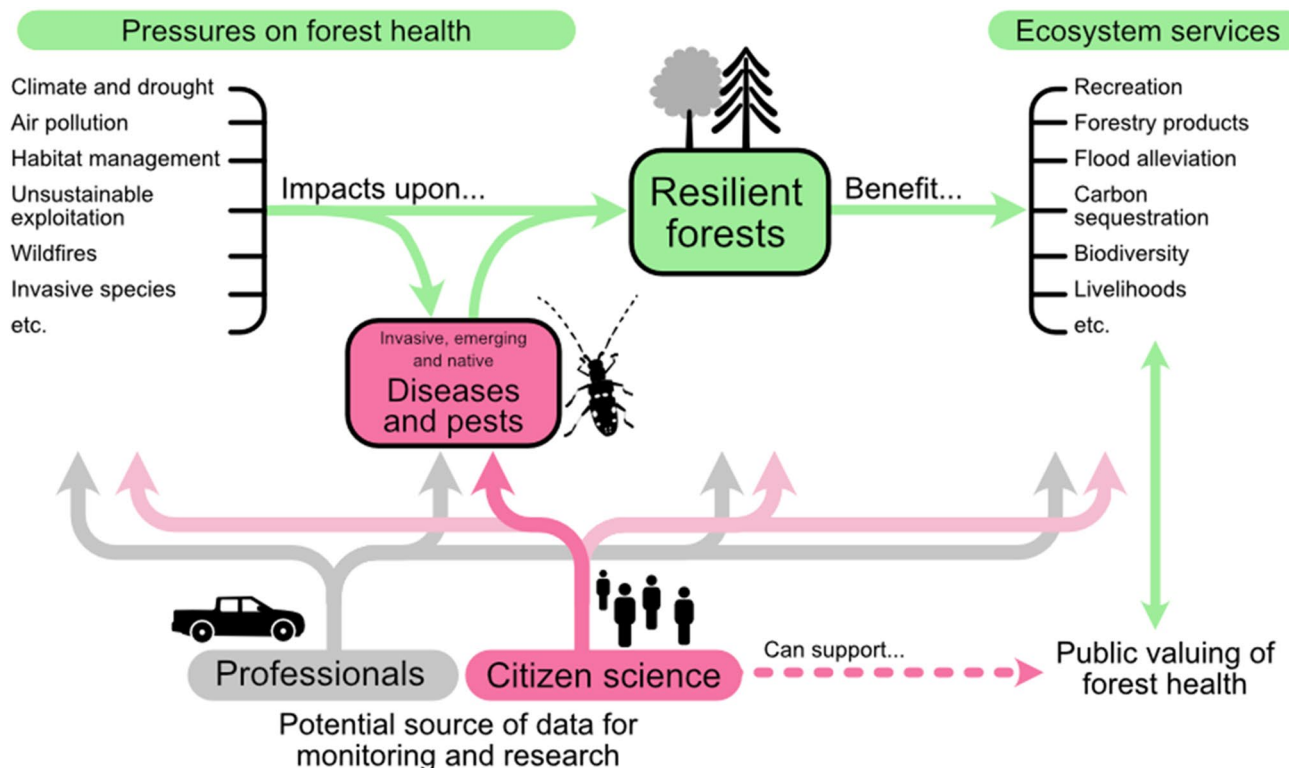 Pressures on forest health
Ecosystem services
Climate and drought
Air pollution
Habitat management
Unsustainable
exploitation
Wildfires
Invasive species
etc.
Impacts upon...
Resilient
forests
Benefit...
Recreation
Forestry products
Flood alleviation
Carbon
sequestration
Biodiversity
Livelihoods
etc.
Invasive, emerging
and native
Diseases
and pests
Professionals
Citizen science
Can support...
Public valuing of
forest health
Potential source of data for
monitoring and research